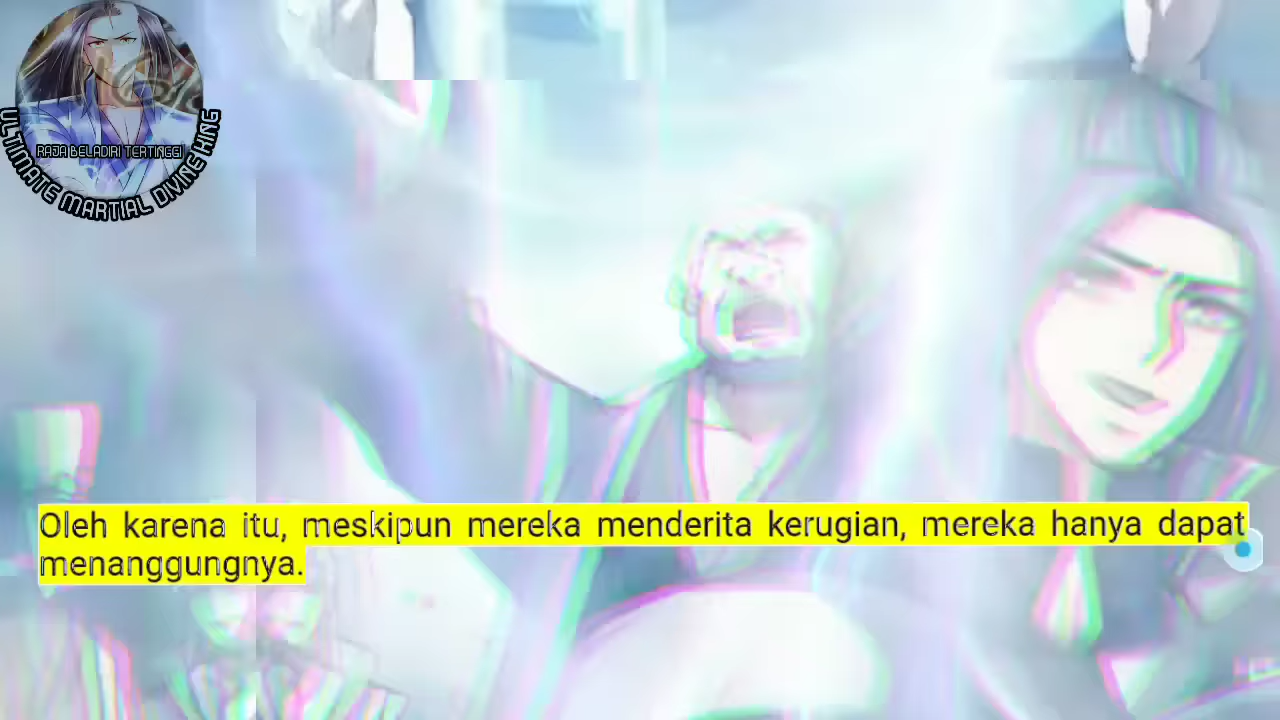 RAJA BELADIRI TERTINGGI
ULTIMATE MARTIAL DIVINE KING
Oleh karena itu, meskipun mereka menderita kerugian, mereka hanya dapat
menanggungnya.